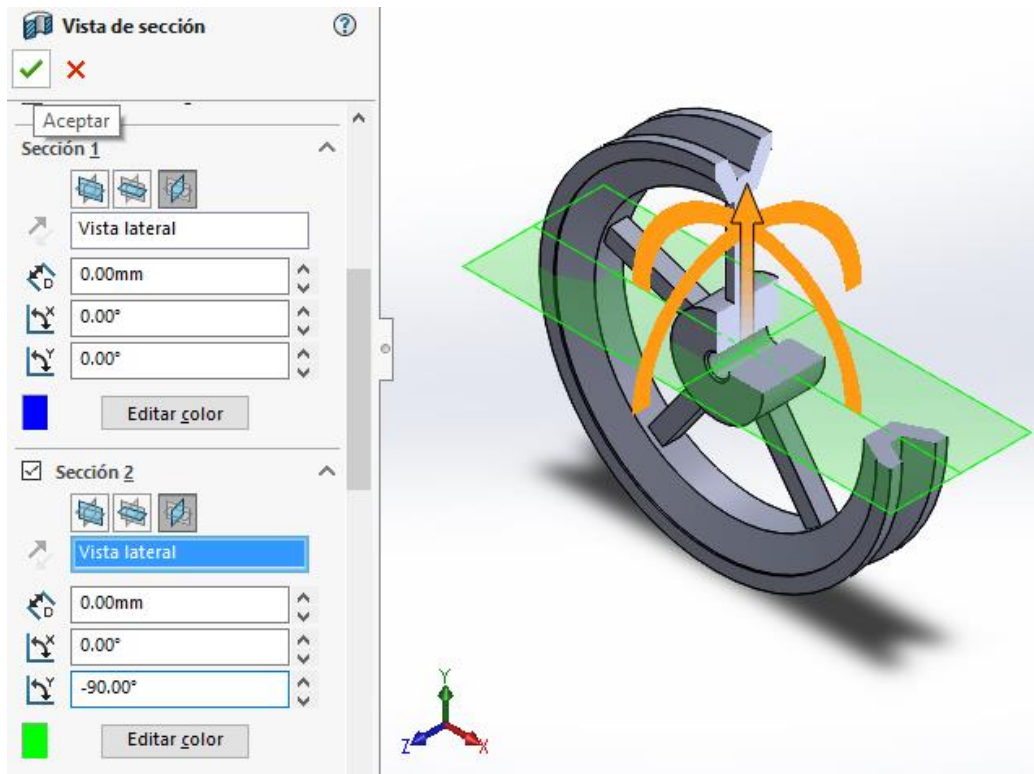 Vista de sección
?
Aceptar
Sección 1
Vista lateral
D
0.00mm
X
0.00°
Y
0.00°
Editar color
Sección 2
Vista lateral
D
0.00mm
X
0.00°
Y
-90.00°
Editar color
Y
Z
X